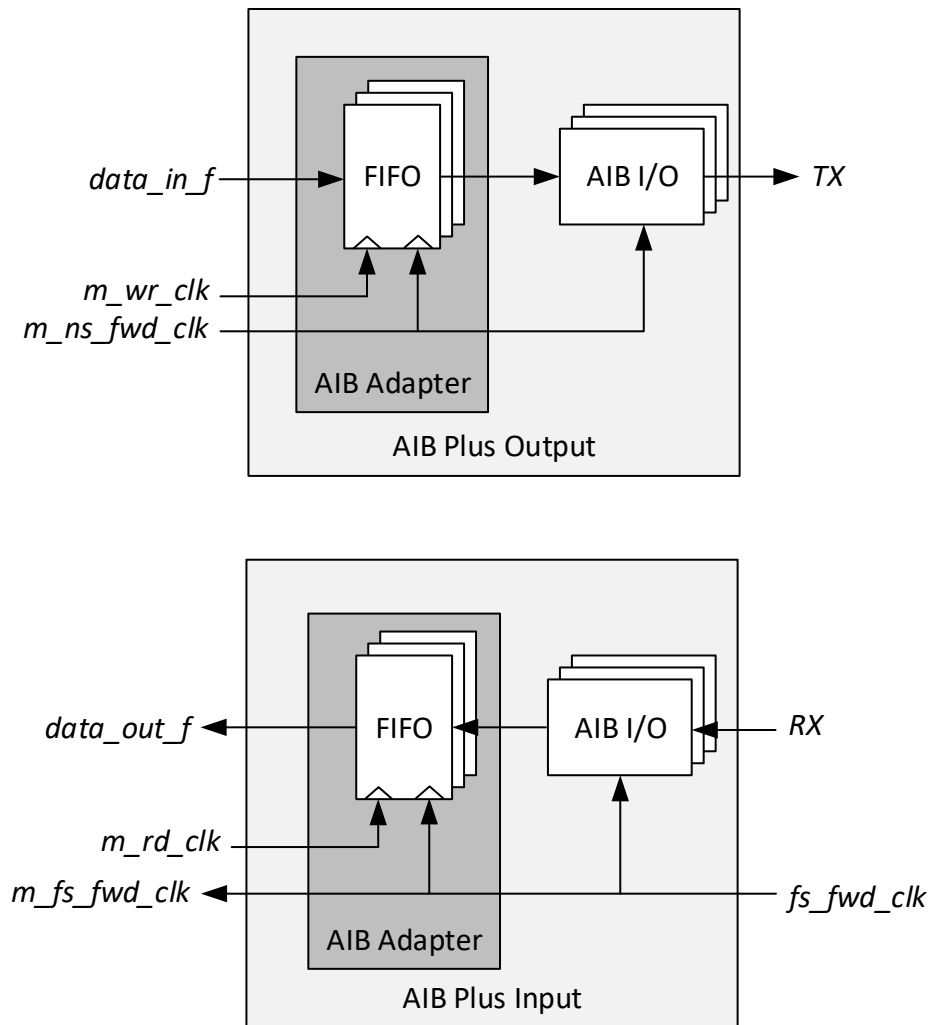 data_in_f
FIFO
AIB I/O
TX
m_wr_clk
m_ns_fwd_clk
AIB Adapter
AIB Plus Output
data_out_f
FIFO
AIB I/O
RX
m_rd_clk
m_fs_fwd_clk
fs_fwd_clk
AIB Adapter
AIB Plus Input